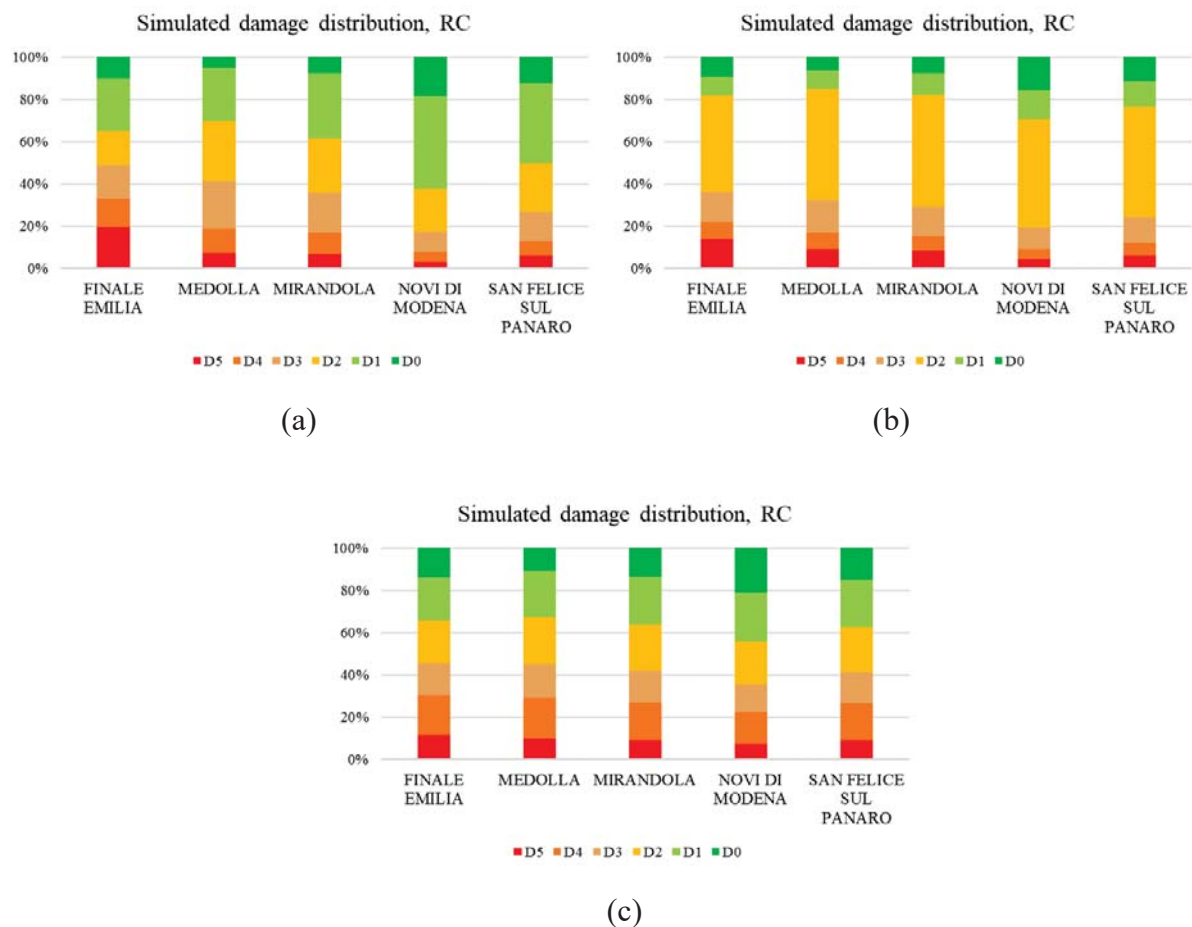 Simulated damage distribution, RC
100%
80%
60%
40%
20%
0%
FINALE
EMILIA
MEDOLLA
MIRANDOLA
NOVI DI
MODENA
SAN FELICE
SUL
PANARO
D5 D4 D3 D2 D1 D0
(a)
Simulated damage distribution, RC
100%
80%
60%
40%
20%
0%
FINALE
EMILIA
MEDOLLA
MIRANDOLA
NOVI DI
MODENA
SAN FELICE
SUL
PANARO
D5 D4 D3 D2 D1 D0
(b)
Simulated damage distribution, RC
100%
80%
60%
40%
20%
0%
FINALE
EMILIA
MEDOLLA
MIRANDOLA
NOVI DI
MODENA
SAN FELICE
SUL
PANARO
D5 D4 D3 D2 D1 D0
(c)